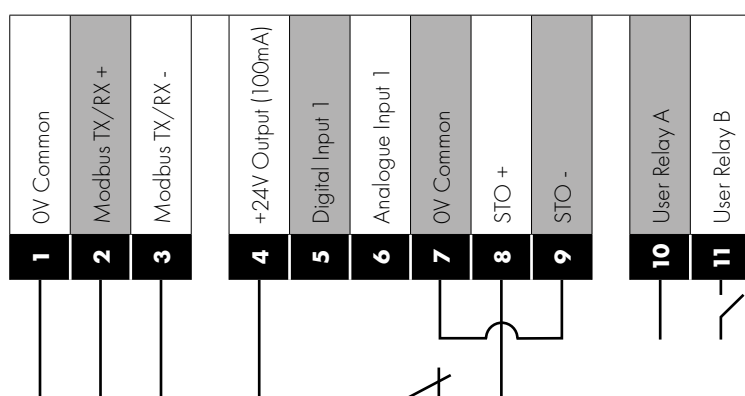 0V Common
Modbus TX/RX +
Modbus TX/RX -
+24V Output (100mA)
Digital Input 1
Analogue Input 1
0V Common
STO +
STO -
User Relay A
User Relay B
1
2
3
4
5
6
7
8
9
10
11